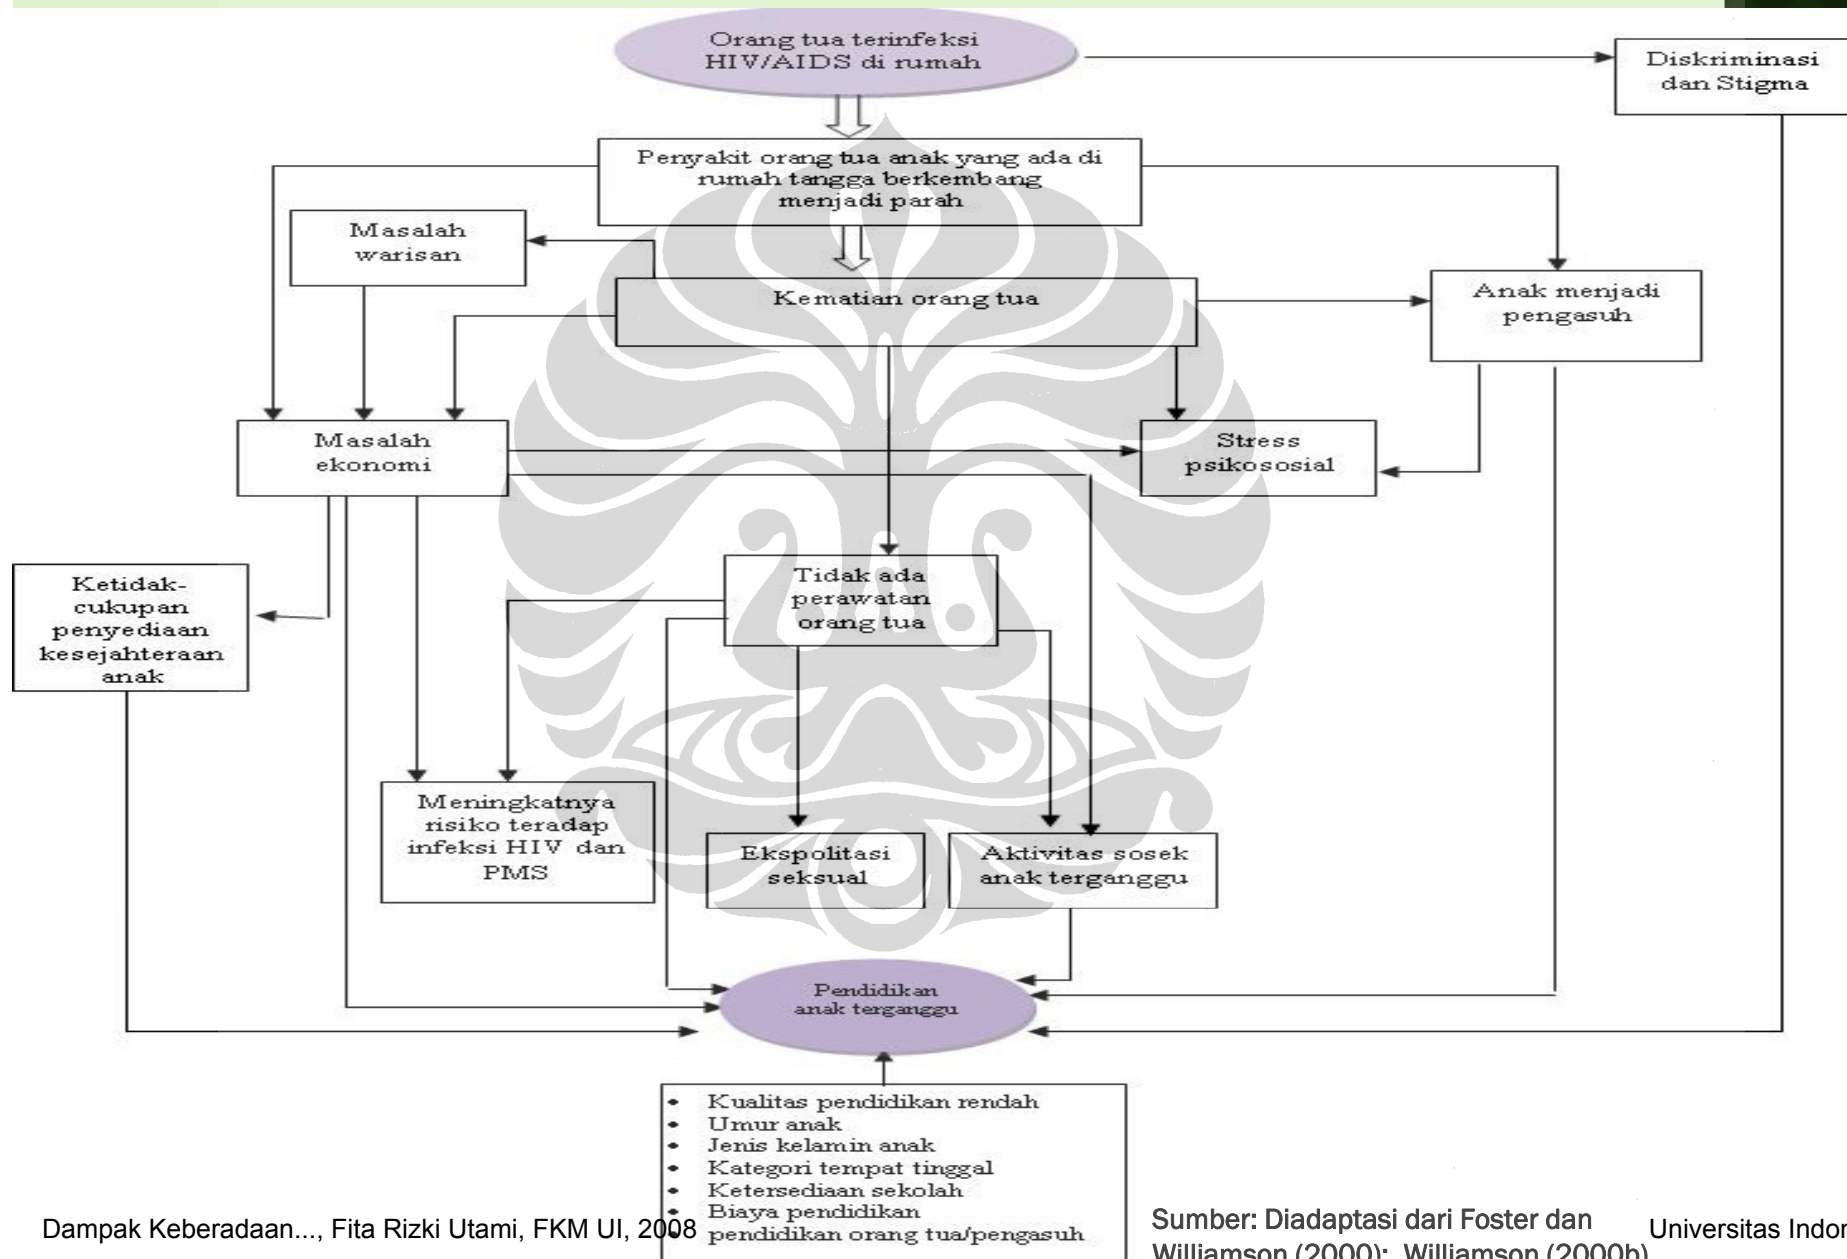 Orang tua terinfeksi
HIV/AIDS di rumah
Diskriminasi
dan Stigma
Penyakit orang tua anak yang ada di
rumah tangga berkembang
menjadi parah
Masalah
warisan
Kematian orang tua
Anak menjadi
pengasuh
Masalah
ekonomi
Stress
psikososial
Ketidak-
cukupan
penyediaan
kesejahteraan
anak
Tidak ada
perawatan
orang tua
Meningkatnya
risiko teradap
infeksi HIV dan
PMS
Ekspolitasi
seksual
Aktivitas sosek
anak terganggu
Pendidikan
anak terganggu
• Kualitas pendidikan rendah
• Umur anak
• Jenis kelamin anak
• Kategori tempat tinggal
• Ketersediaan sekolah
• Biaya pendidikan
• pendidikan orang tua/pengasuh
Dampak Keberadaan..., Fita Rizki Utami, FKM UI, 2008
Sumber: Diadaptasi dari Foster dan
Williamson (2000); Williamson (2000b)
Universitas Indon